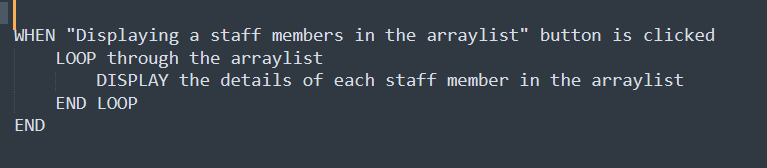 WHEN "Displaying a staff members in the arraylist" button is clicked
LOOP through the arraylist
DISPLAY the details of each staff member in the arraylist
END LOOP
END